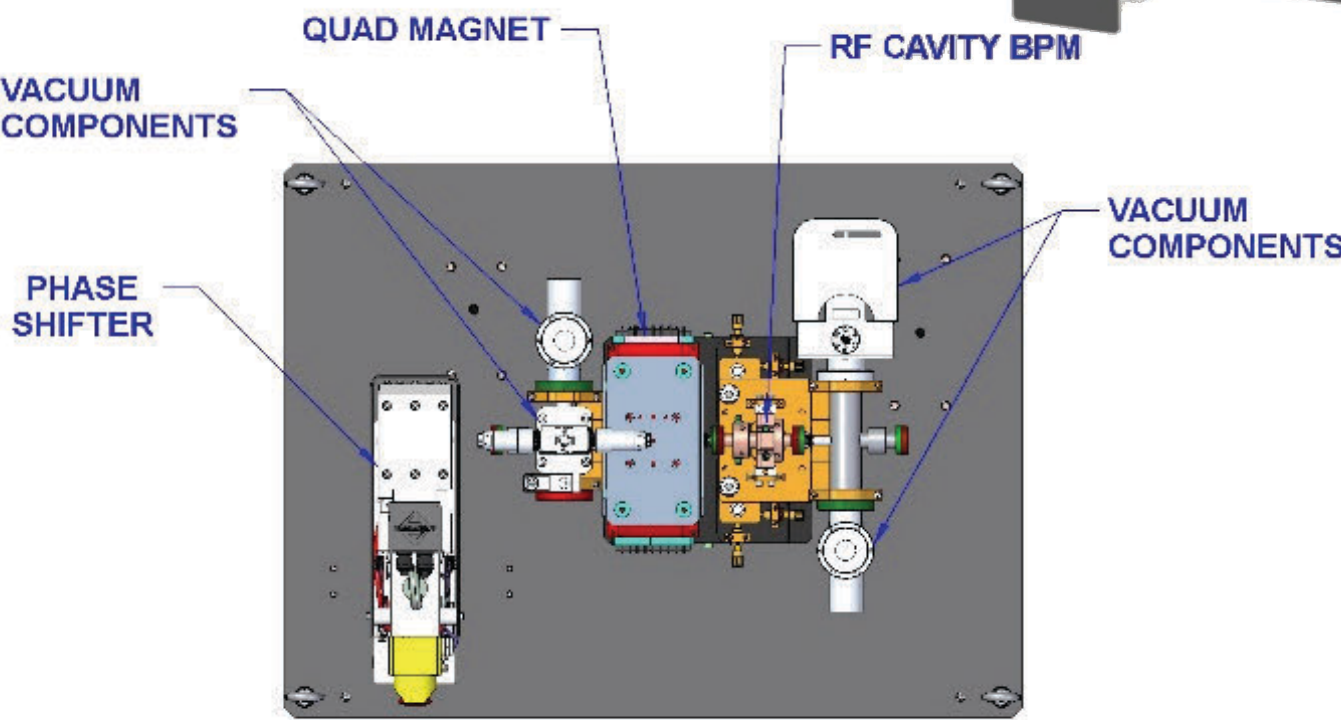 QUAD MAGNET
RF CAVITY BPM
VACUUM
COMPONENTS
VACUUM
COMPONENTS
PHASE
SHIFTER